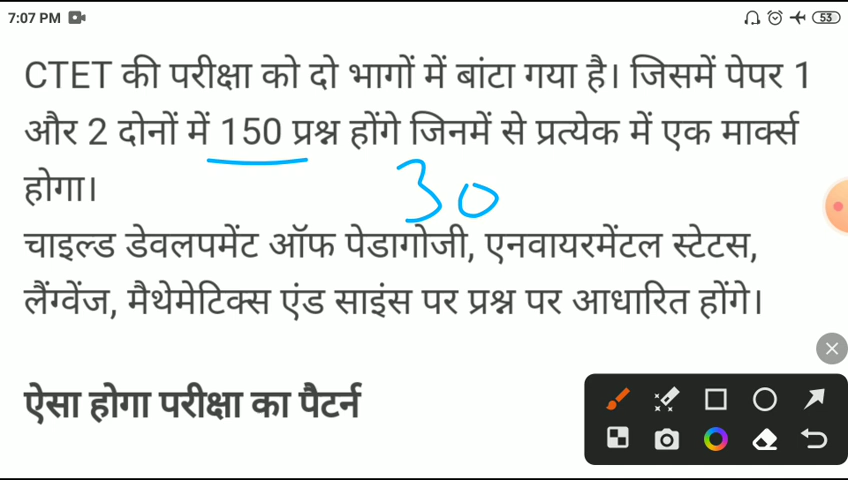 7:07 PM 53
CTET की परीक्षा को दो भागों में बांटा गया है। जिसमें पेपर 1
और 2 दोनों में 150 प्रश्न होंगे जिनमें से प्रत्येक में एक मार्क्स
होगा।
30
चाइल्ड डेवलपमेंट ऑफ पेडागोजी, एनवायरमेंटल स्टेटस,
लैंग्वेंज, मैथेमेटिक्स एंड साइंस पर प्रश्न पर आधारित होंगे।
ऐसा होगा परीक्षा का पैटर्न